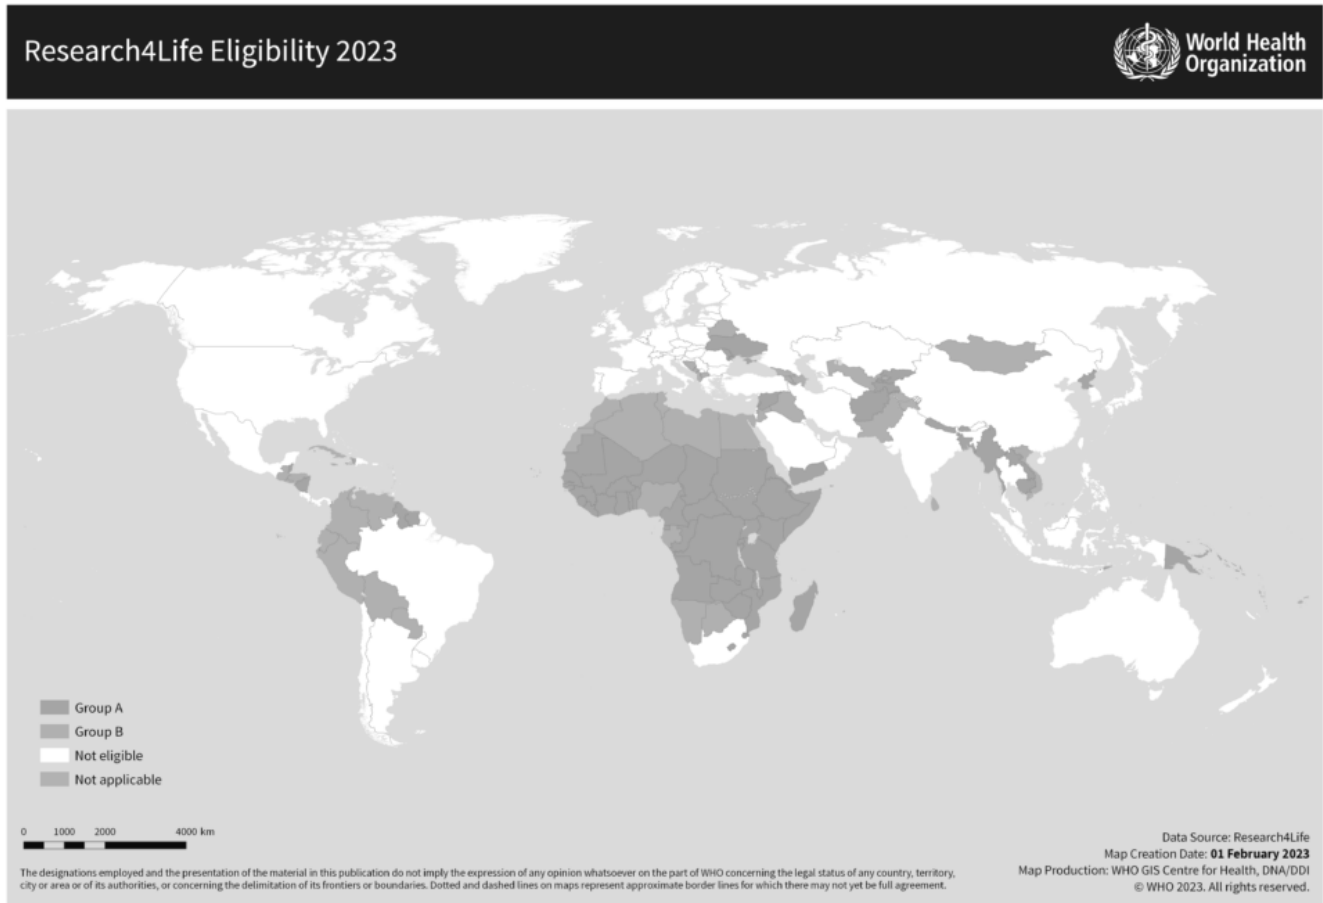 Research4Life Eligibility 2023
World Health
Organization
Group A
Group B
Not eligible
Not applicable
0 1000 2000 4000 km
Data Source: Research4Life
Map Creation Date: 01 February 2023
Map Production: WHO GIS Centre for Health, DNA/DDI
© WHO 2023. All rights reserved.
The designations employed and the presentation of the material in this publication do not imply the expression of any opinion whatsoever on the part of WHO concerning the legal status of any country, territory,
city or area or of its authorities, or concerning the delimitation of its frontiers or boundaries. Dotted and dashed lines on maps represent approximate border lines for which there may not yet be full agreement.